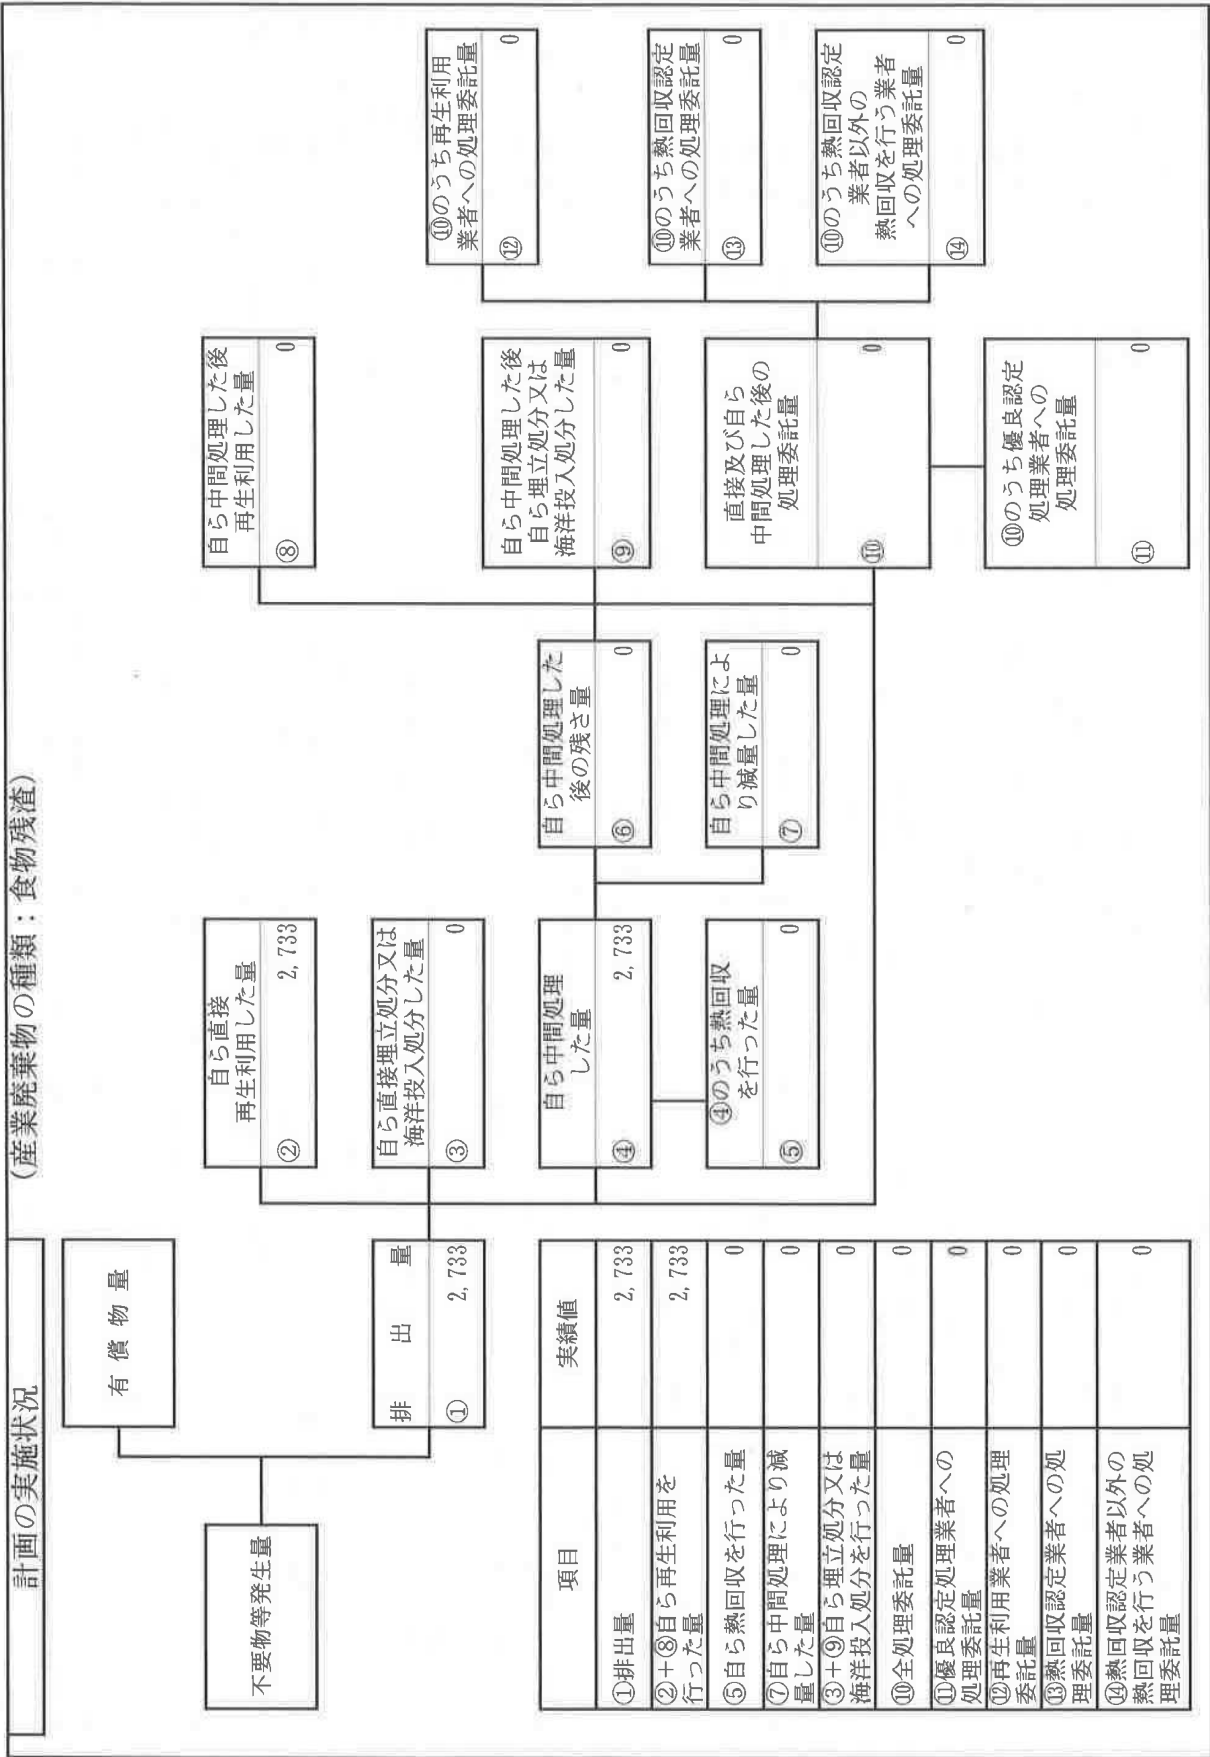 計画の実施状況
(産業廃棄物の種類：食物残渣)
不要物等発生量
有償物量
排出量
① 2,733
自ら直接
再生利用した量
② 2,733
自ら直接埋立処分又は
海洋投入処分した量
③ 0
自ら中間処理
した量
④ 2,733
④のうち熱回収
を行った量
⑤ 0
自ら中間処理した
後の残さ量
⑥ 0
自ら中間処理によ
り減量した量
⑦ 0
自ら中間処理した後
再生利用した量
⑧ 0
自ら中間処理した後
自ら埋立処分又は
海洋投入処分した量
⑨ 0
直接及び自ら
中間処理した後の
処理委託量
⑩ 0
⑩のうち優良認定
処理業者への
処理委託量
⑪ 0
⑩のうち再生利用
業者への処理委託量
⑫ 0
⑩のうち熱回収認定
業者への処理委託量
⑬ 0
⑩のうち熱回収認定
業者以外の
熱回収を行う業者
への処理委託量
⑭ 0
項目 実績値
①排出量 2,733
②+⑧自ら再生利用を
行った量 2,733
⑤自ら熱回収を行った量 0
⑦自ら中間処理により減
量した量 0
③+⑨自ら埋立処分又は
海洋投入処分を行った量 0
⑩全処理委託量 0
⑪優良認定処理業者への
処理委託量 0
⑫再生利用業者への処理
委託量 0
⑬熱回収認定業者への処
理委託量 0
⑭熱回収認定業者以外の
熱回収を行う業者への処
理委託量 0